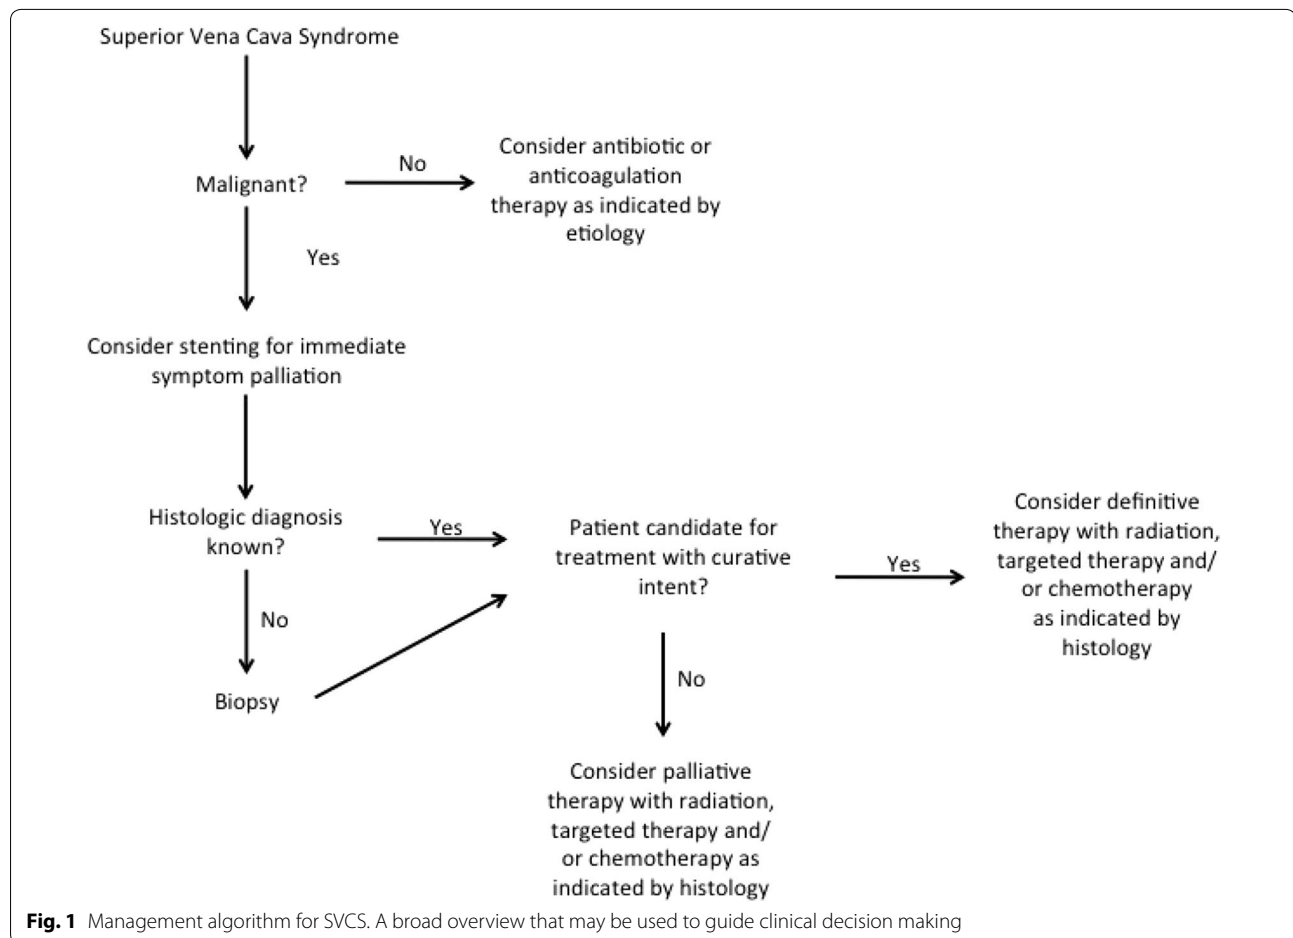 Superior Vena Cava Syndrome
Malignant?
No
Consider antibiotic or
anticoagulation
therapy as indicated by
etiology
Yes
Consider stenting for immediate
symptom palliation
Histologic diagnosis
known?
Yes
Patient candidate for
treatment with curative
intent?
Yes
Consider definitive
therapy with radiation,
targeted therapy and/
or chemotherapy
as indicated by
histology
No
Biopsy
No
Consider palliative
therapy with radiation,
targeted therapy and/
or chemotherapy as
indicated by histology
Fig. 1 Management algorithm for SVCS. A broad overview that may be used to guide clinical decision making